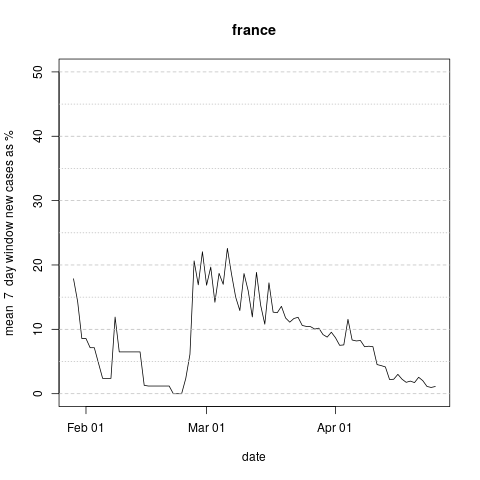 france
mean 7 day window new cases as %
50
40
30
20
10
0
Feb 01
Mar 01
Apr 01
date